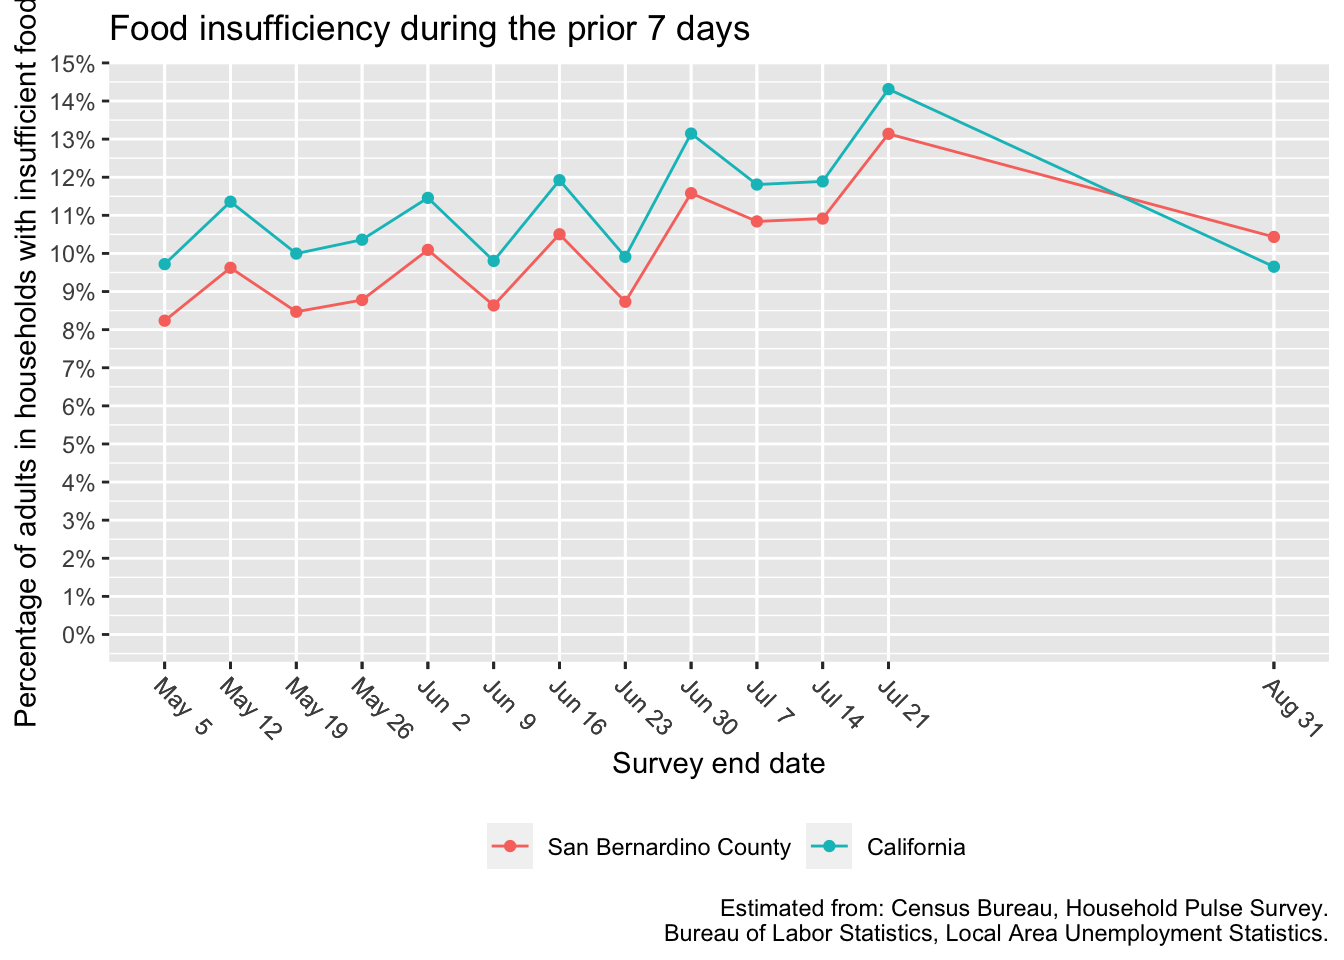 Food insufficiency during the prior 7 days
Percentage of adults in households with insufficient food
15%
14%
13%
12%
11%
10%
9%
8%
7%
6%
5%
4%
3%
2%
1%
0%
May 5
May 12
May 19
May 26
Jun 2
Jun 9
Jun 16
Jun 23
Jun 30
Jul 7
Jul 14
Jul 21
Aug 31
Survey end date
San Bernardino County
California
Estimated from: Census Bureau, Household Pulse Survey.
Bureau of Labor Statistics, Local Area Unemployment Statistics.